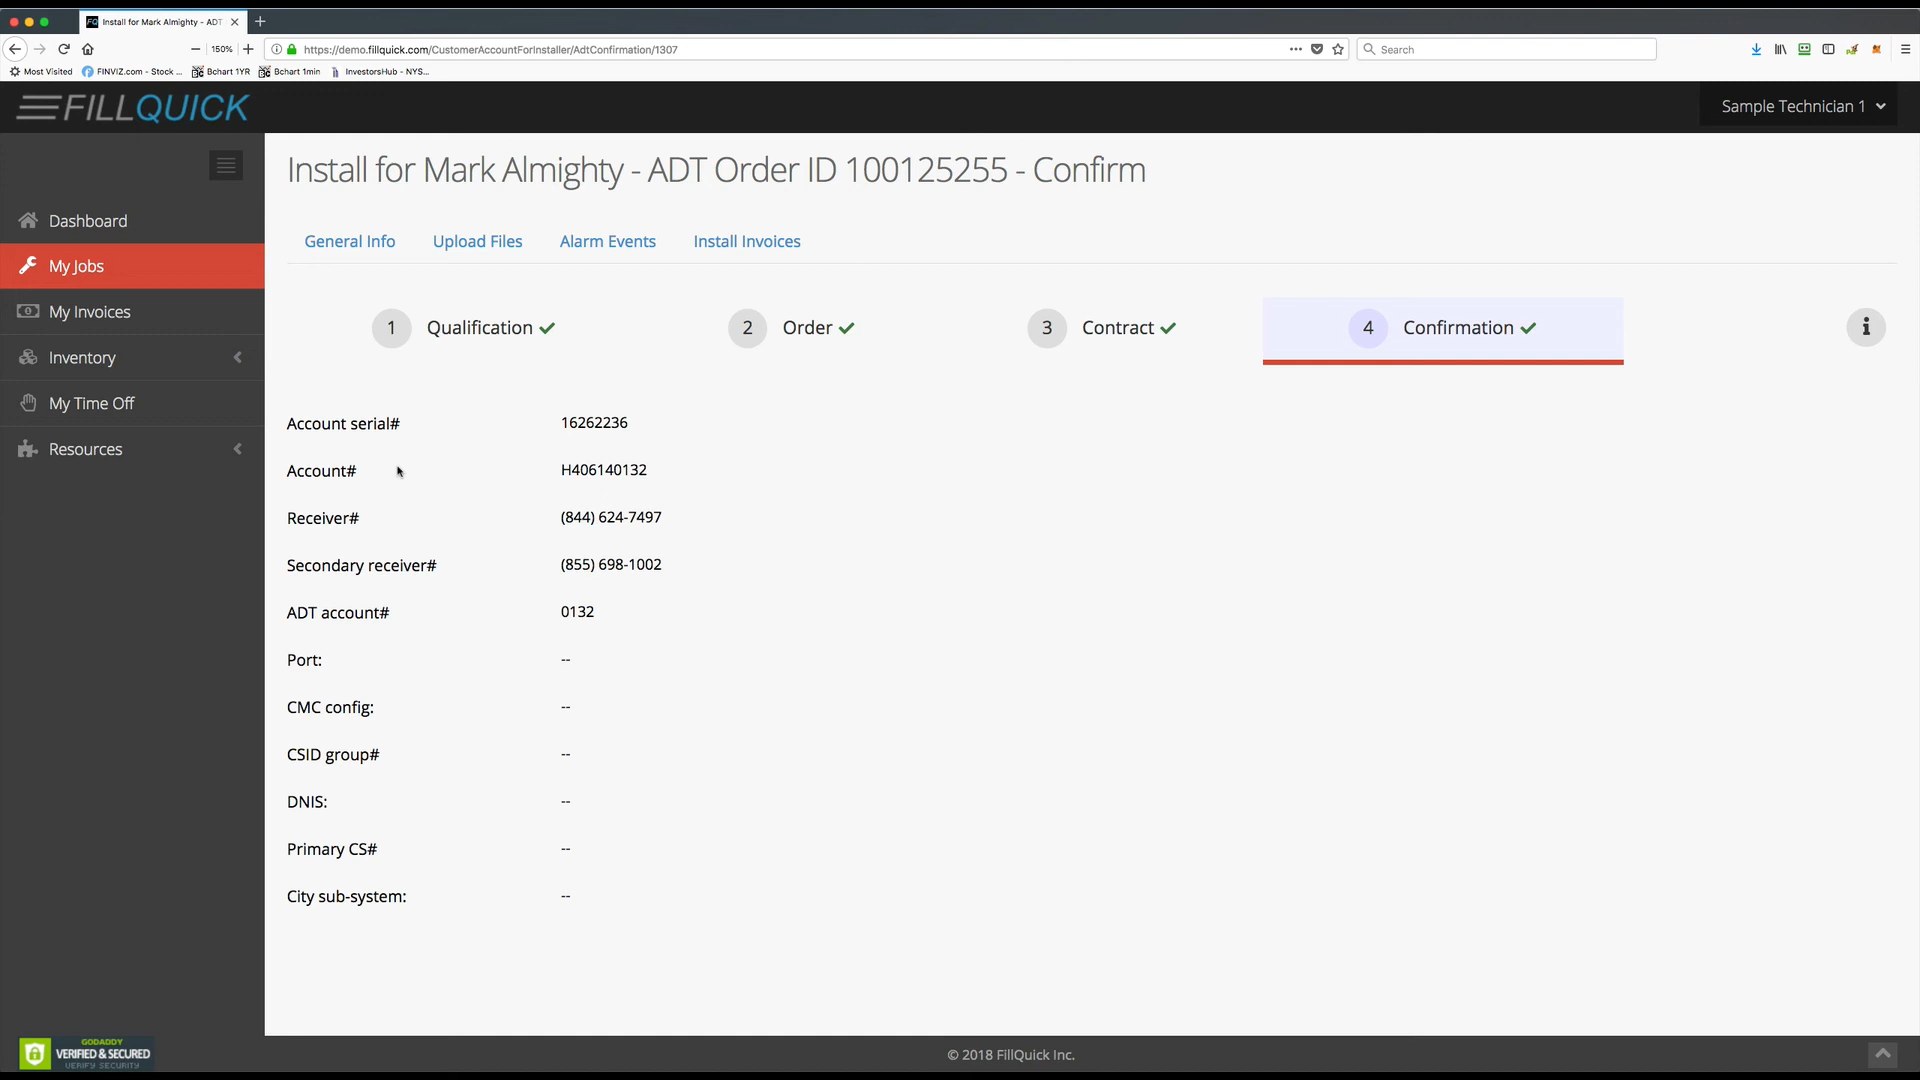 Install for Mark Almighty - ADT
150%
https://demo.fillquick.com/CustomerAccountForInstaller/AdtConfirmation/1307
Search
Most Visited
FINVIZ.com - Stock ...
Bchart 1YR
Bchart 1min
InvestorsHub - NYS...
FILLQUICK
Sample Technician 1
Install for Mark Almighty - ADT Order ID 100125255 - Confirm
Dashboard
My Jobs
My Invoices
Inventory
My Time Off
Resources
General Info
Upload Files
Alarm Events
Install Invoices
1 Qualification
2 Order
3 Contract
4 Confirmation
Account serial# 16262236
Account# H406140132
Receiver# (844) 624-7497
Secondary receiver# (855) 698-1002
ADT account# 0132
Port: --
CMC config: --
CSID group# --
DNIS: --
Primary CS# --
City sub-system: --
GODADDY
VERIFIED & SECURED
VERIFY SECURITY
© 2018 FillQuick Inc.